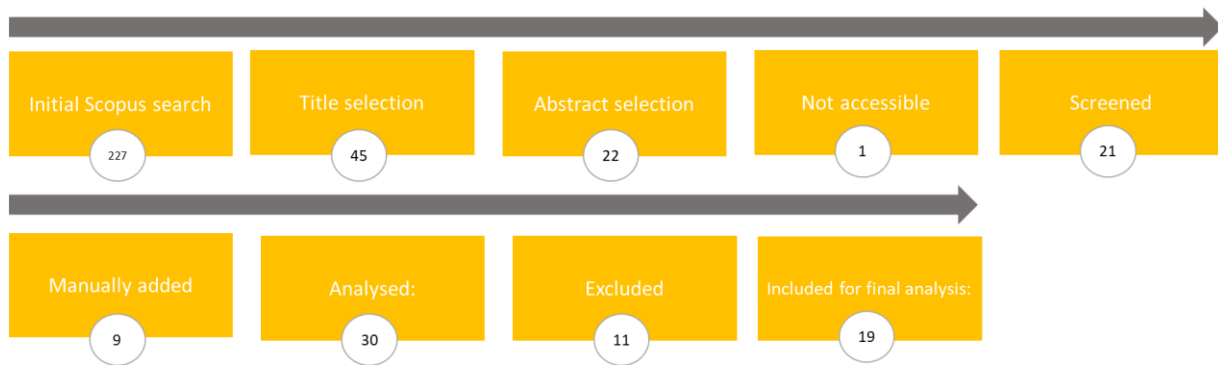 Initial Scopus search
227
Title selection
45
Abstract selection
22
Not accessible
1
Screened
21
Manually added
9
Analysed:
30
Excluded
11
Included for final analysis:
19